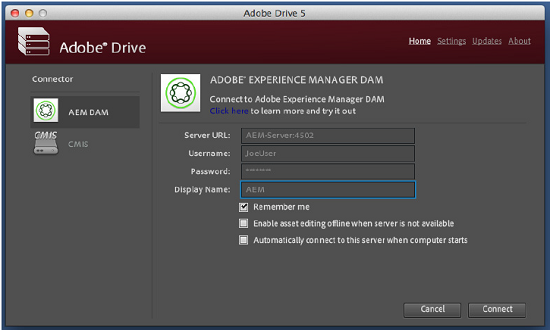 Adobe Drive 5
Adobe® Drive
Home Settings Updates About
Connector
AEM DAM
CMIS
CMIS
ADOBE® EXPERIENCE MANAGER DAM
Connect to Adobe Experience Manager DAM
Click here to learn more and try it out
Server URL: AEM-Server:4502
Username: JoeUser
Password: ********
Display Name: AEM
Remember me
Enable asset editing offline when server is not available
Automatically connect to this server when computer starts
Cancel Connect